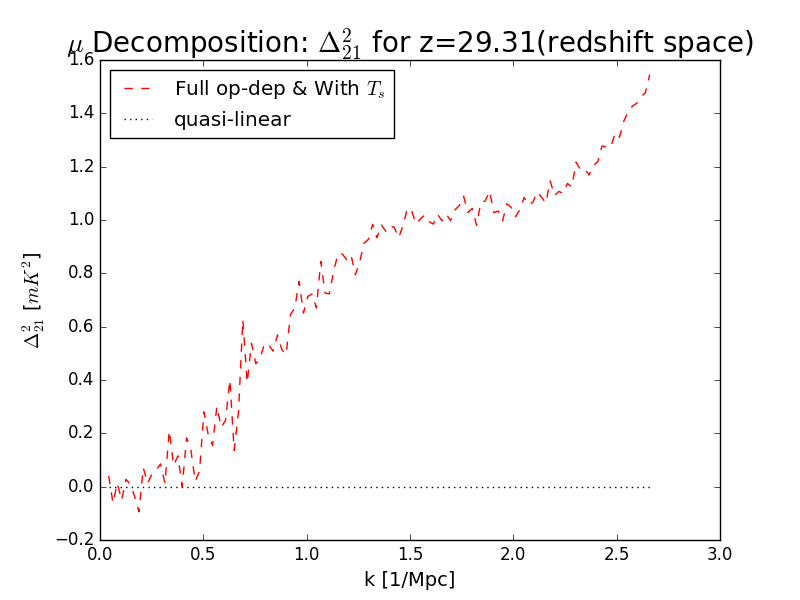 μ Decomposition: Δ²₂₁ for z=29.31(redshift space)
1.6
1.4
1.2
1.0
0.8
0.6
0.4
0.2
0.0
−0.2
Full op-dep & With Tₛ
quasi-linear
Δ²₂₁ [mK²]
0.0 0.5 1.0 1.5 2.0 2.5 3.0
k [1/Mpc]